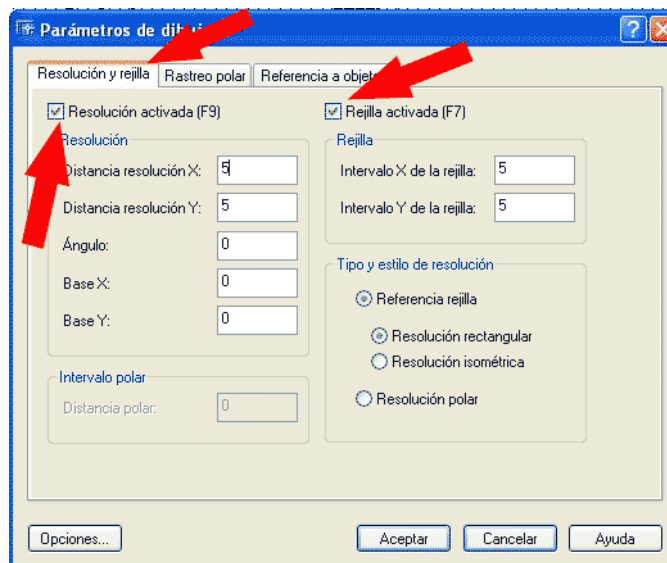 Parámetros de dibujo
Resolución y rejilla
Rastreo polar
Referencia a objeto
Resolución activada (F9)
Rejilla activada (F7)
Resolución
Distancia resolución X: 5
Distancia resolución Y: 5
Ángulo: 0
Base X: 0
Base Y: 0
Intervalo polar
Distancia polar: 0
Rejilla
Intervalo X de la rejilla: 5
Intervalo Y de la rejilla: 5
Tipo y estilo de resolución
Referencia rejilla
Resolución rectangular
Resolución isométrica
Resolución polar
Opciones...
Aceptar
Cancelar
Ayuda